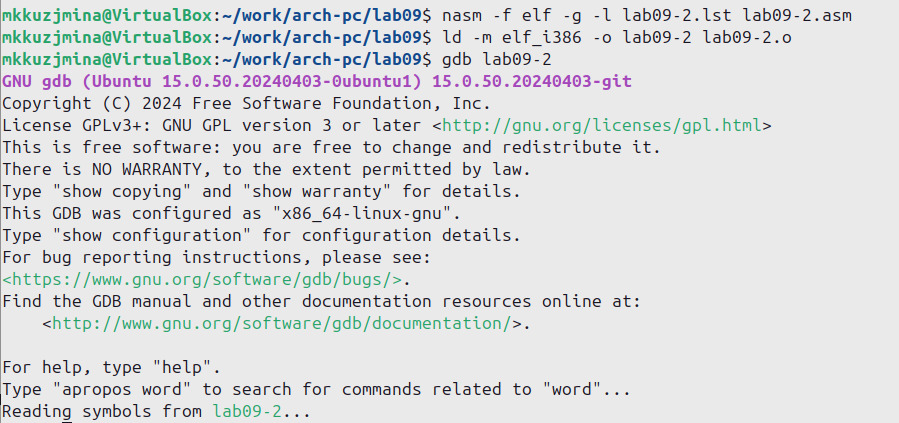 mkkuzjmina@VirtualBox:~/work/arch-pc/lab09$ nasm -f elf -g -l lab09-2.lst lab09-2.asm
mkkuzjmina@VirtualBox:~/work/arch-pc/lab09$ ld -m elf_i386 -o lab09-2 lab09-2.o
mkkuzjmina@VirtualBox:~/work/arch-pc/lab09$ gdb lab09-2
GNU gdb (Ubuntu 15.0.50.20240403-0ubuntu1) 15.0.50.20240403-git
Copyright (C) 2024 Free Software Foundation, Inc.
License GPLv3+: GNU GPL version 3 or later <http://gnu.org/licenses/gpl.html>
This is free software: you are free to change and redistribute it.
There is NO WARRANTY, to the extent permitted by law.
Type "show copying" and "show warranty" for details.
This GDB was configured as "x86_64-linux-gnu".
Type "show configuration" for configuration details.
For bug reporting instructions, please see:
<https://www.gnu.org/software/gdb/bugs/>.
Find the GDB manual and other documentation resources online at:
    <http://www.gnu.org/software/gdb/documentation/>.

For help, type "help".
Type "apropos word" to search for commands related to "word"...
Reading symbols from lab09-2...